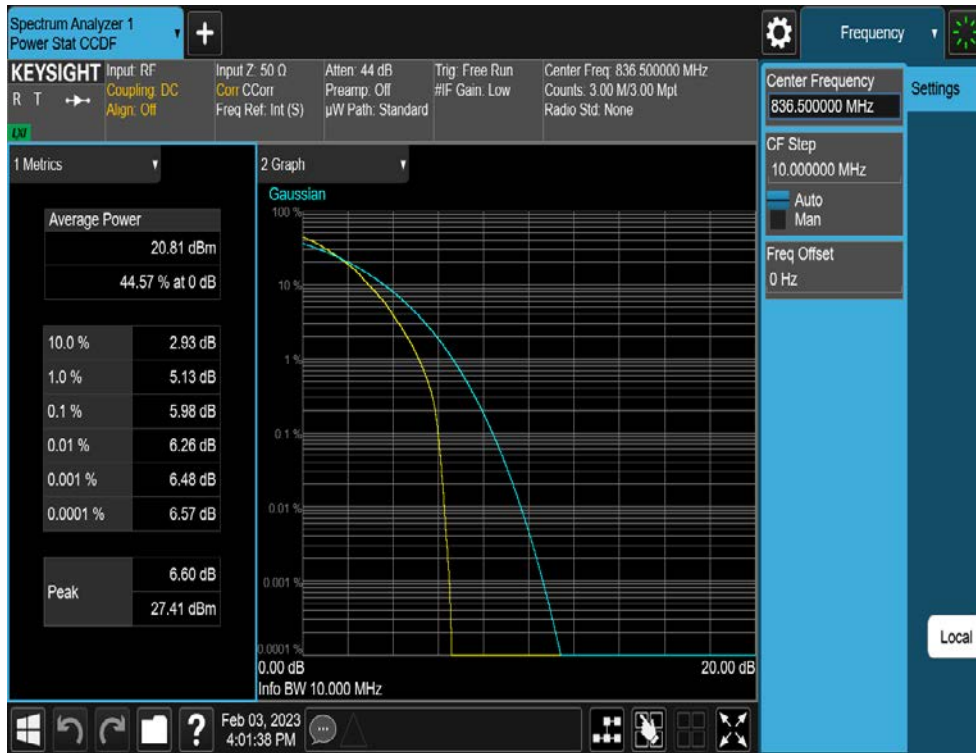 Spectrum Analyzer 1
Power Stat CCDF
+
Frequency
KEYSIGHT
R T
LXI
Input: RF
Coupling: DC
Align: Off
Input Z: 50 Ω
Corr CCorr
Freq Ref: Int (S)
Atten: 44 dB
Preamp: Off
µW Path: Standard
Trig: Free Run
#IF Gain: Low
Center Freq: 836.500000 MHz
Counts: 3.00 M/3.00 Mpt
Radio Std: None
Center Frequency
836.500000 MHz
Settings
CF Step
10.000000 MHz
Auto
Man
Freq Offset
0 Hz
1 Metrics
Average Power
20.81 dBm
44.57 % at 0 dB
10.0 % 2.93 dB
1.0 % 5.13 dB
0.1 % 5.98 dB
0.01 % 6.26 dB
0.001 % 6.48 dB
0.0001 % 6.57 dB
Peak
6.60 dB
27.41 dBm
2 Graph
Gaussian
100 %
10 %
1 %
0.1 %
0.01 %
0.001 %
0.0001 %
0.00 dB 20.00 dB
Info BW 10.000 MHz
Local
?
Feb 03, 2023
4:01:38 PM